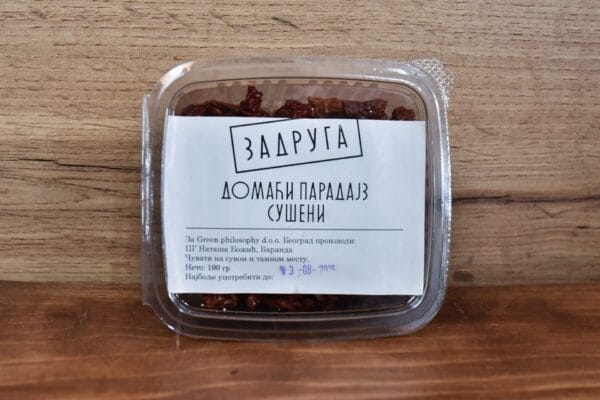 ЗАДРУГА
ДОМАЋИ ПАРАДАЈЗ
СУШЕНИ
За Green philosophy d.o.o. Београд производи:
ПГ Наташа Божић, Баранда
Чувати на сувом и тамном месту.
Нето: 100 гр
Најбоље употребити до: